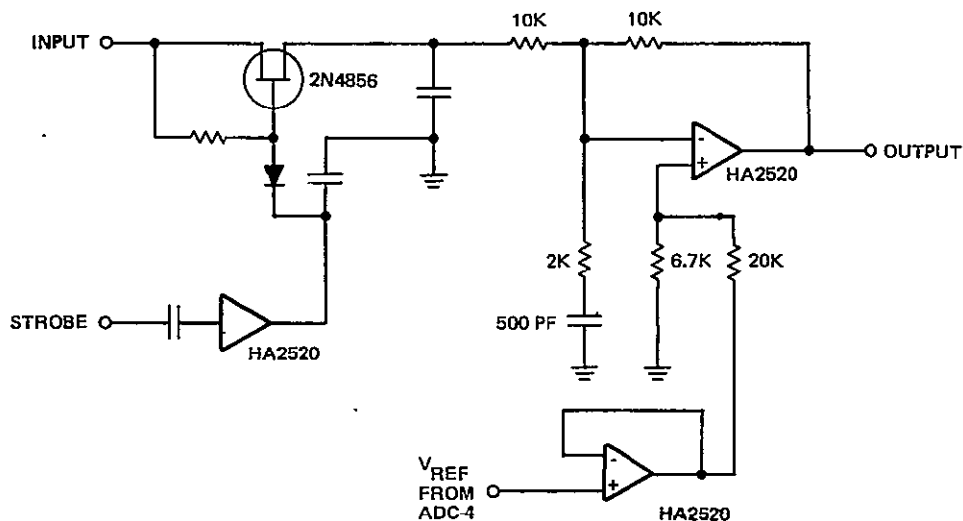 10K
10K
INPUT
2N4856
-
+
OUTPUT
HA2520
2K
6.7K
20K
STROBE
-
500 PF
HA2520
V
REF
FROM
ADC-4
-
+
HA2520